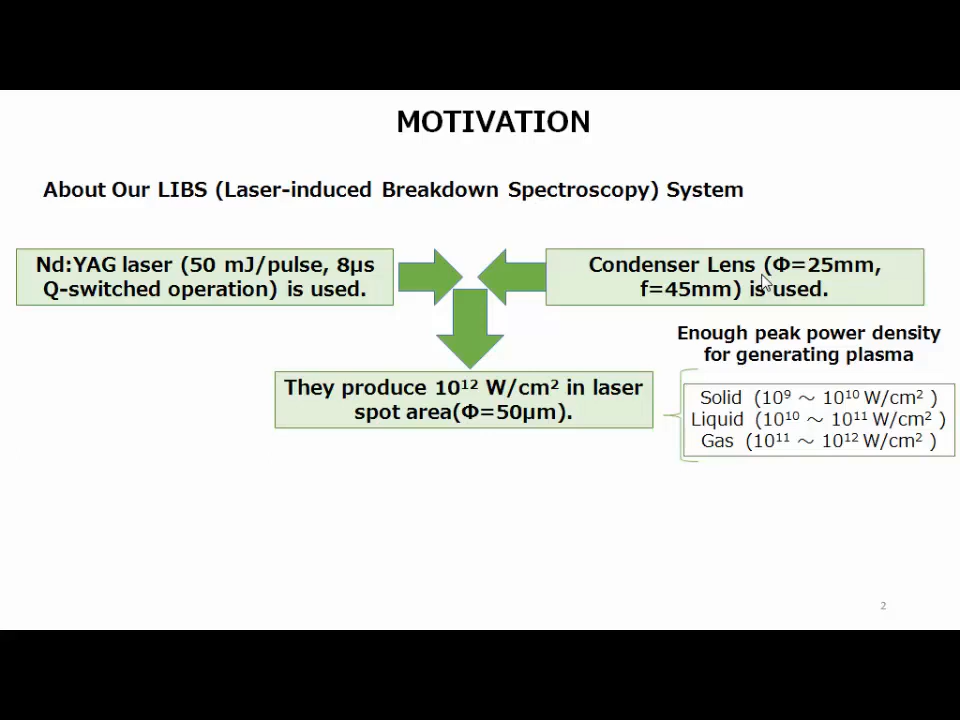 MOTIVATION
About Our LIBS (Laser-induced Breakdown Spectroscopy) System
Nd:YAG laser (50 mJ/pulse, 8μs
Q-switched operation) is used.
Condenser Lens (Φ=25mm,
f=45mm) is used.
They produce 10¹² W/cm² in laser
spot area(Φ=50μm).
Enough peak power density
for generating plasma
Solid (10⁹ ～ 10¹⁰ W/cm² )
Liquid (10¹⁰ ～ 10¹¹ W/cm² )
Gas (10¹¹ ～ 10¹² W/cm² )
2